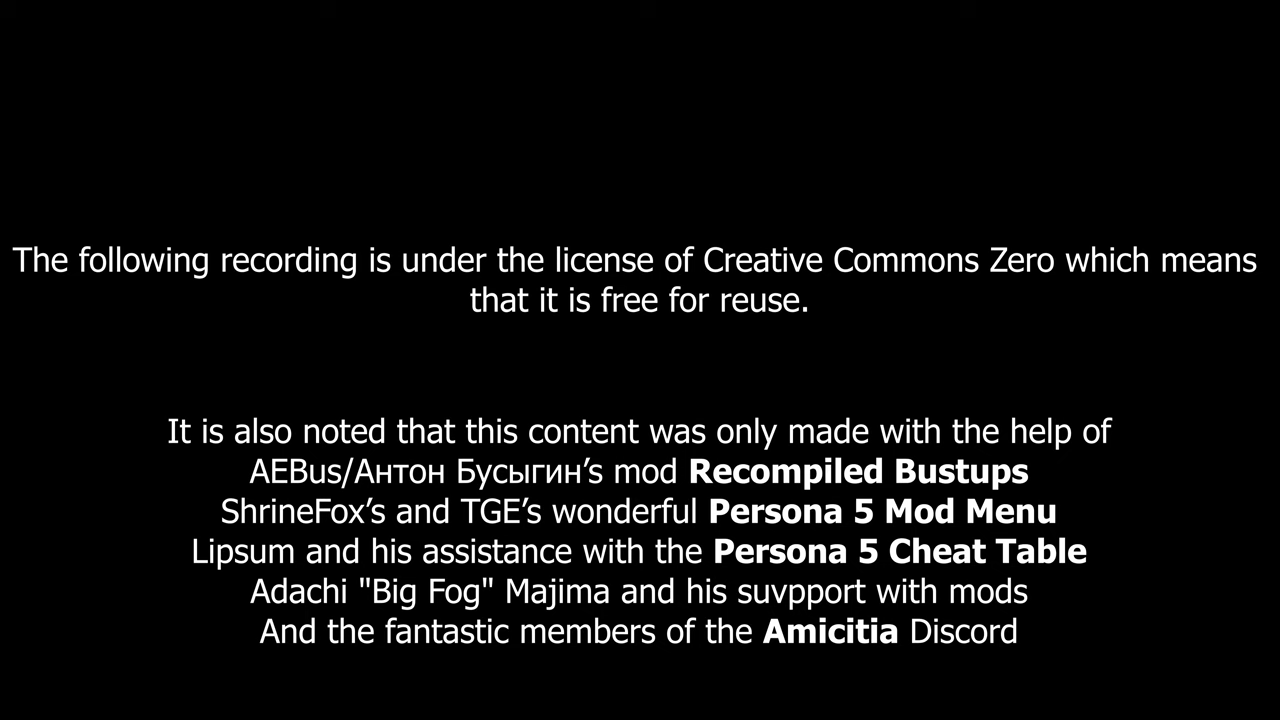 The following recording is under the license of Creative Commons Zero which means
that it is free for reuse.
It is also noted that this content was only made with the help of
AEBus/Антон Бусыгин’s mod Recompiled Bustups
ShrineFox’s and TGE’s wonderful Persona 5 Mod Menu
Lipsum and his assistance with the Persona 5 Cheat Table
Adachi "Big Fog" Majima and his suvpport with mods
And the fantastic members of the Amicitia Discord